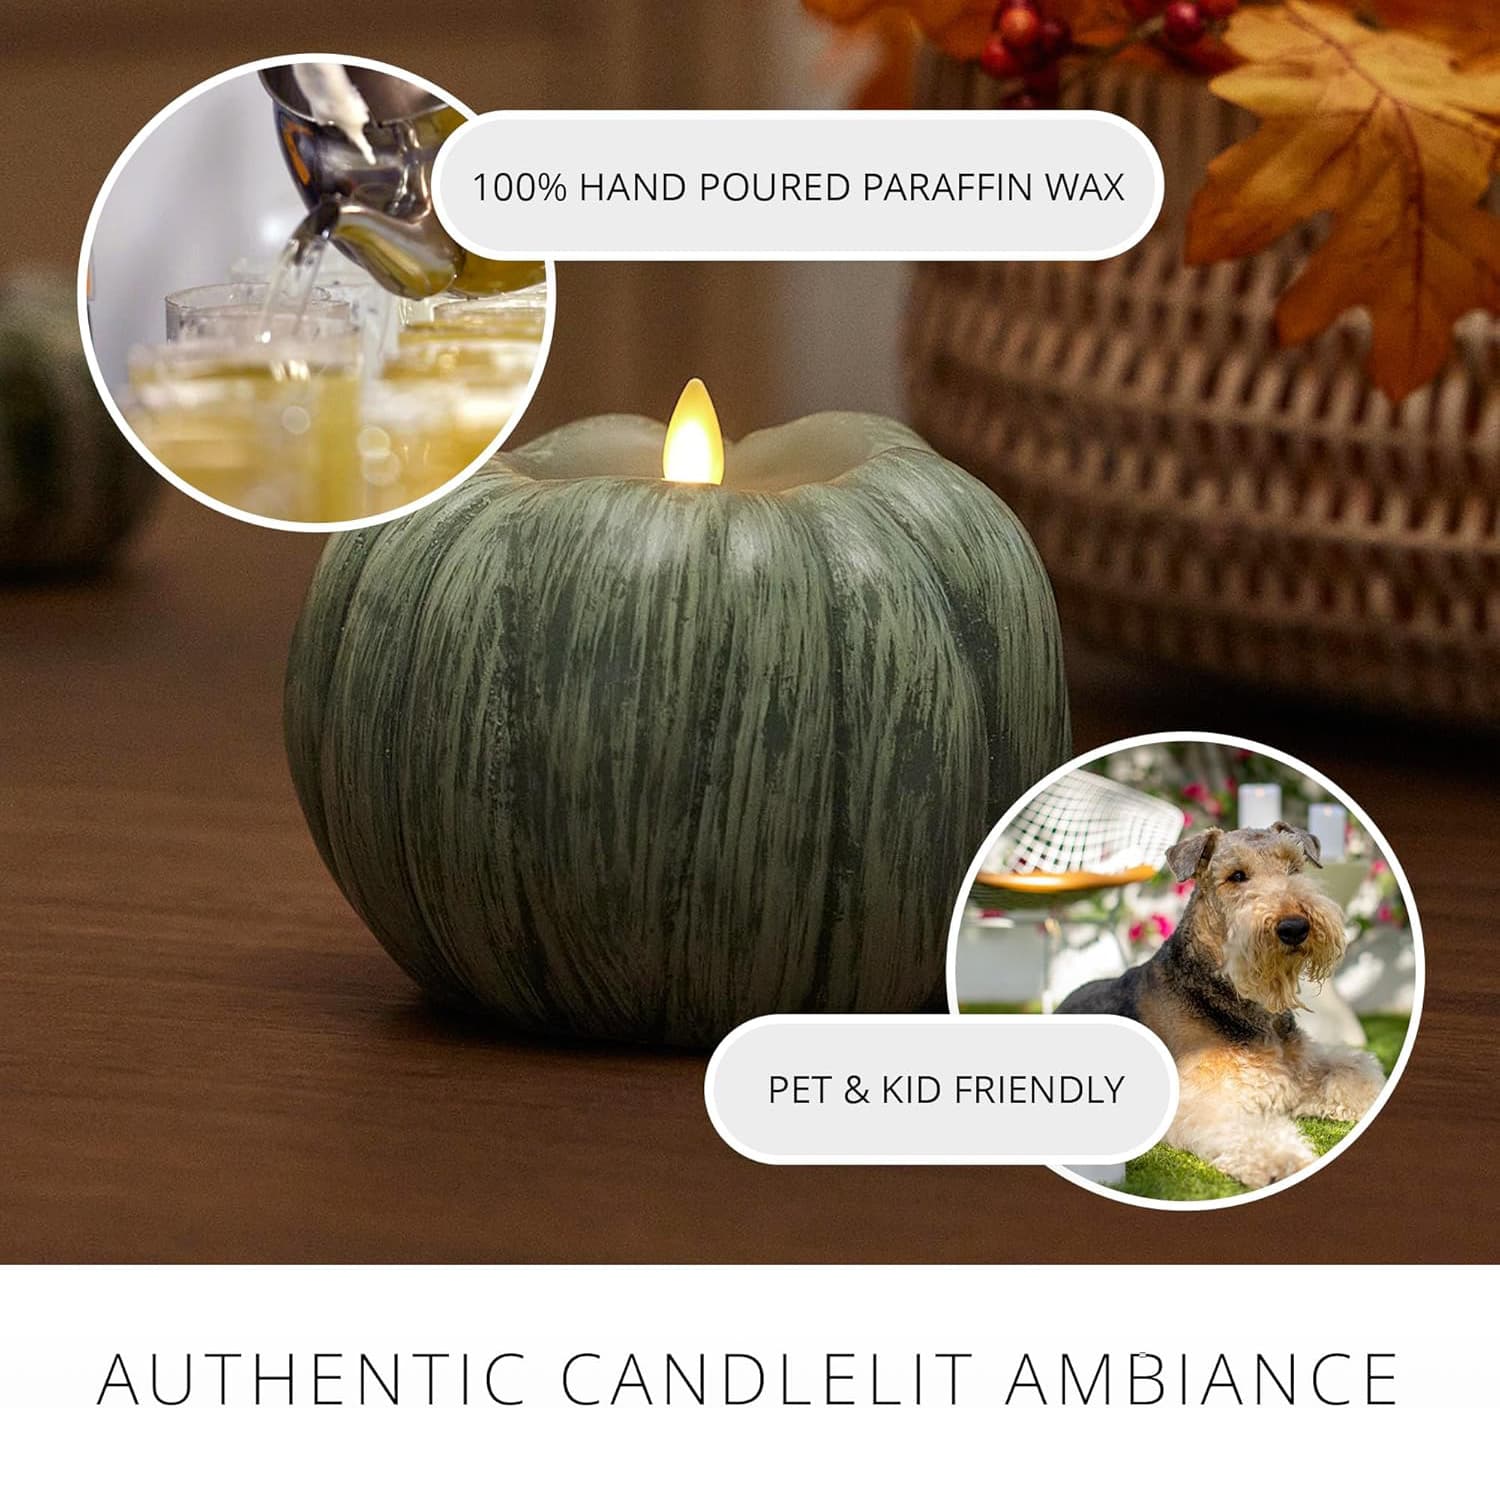 100% HAND POURED PARAFFIN WAX
PET & KID FRIENDLY
AUTHENTIC CANDLELIT AMBIANCE